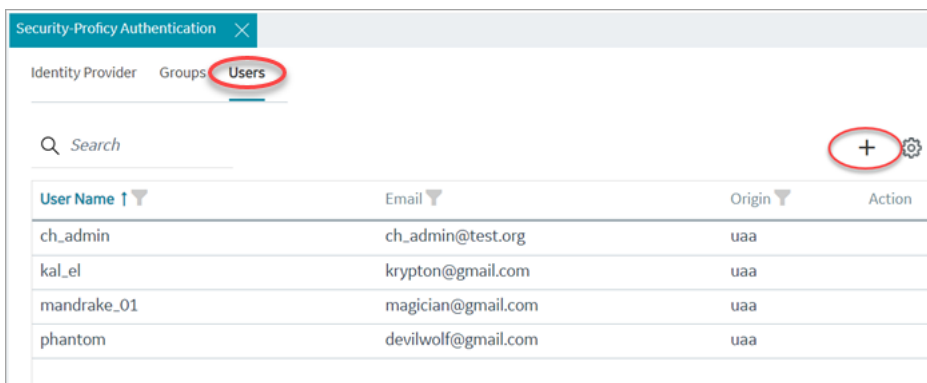 Security-Proficy Authentication
Identity Provider Groups Users
Search
User Name Email Origin Action
ch_admin ch_admin@test.org uaa
kal_el krypton@gmail.com uaa
mandrake_01 magician@gmail.com uaa
phantom devilwolf@gmail.com uaa